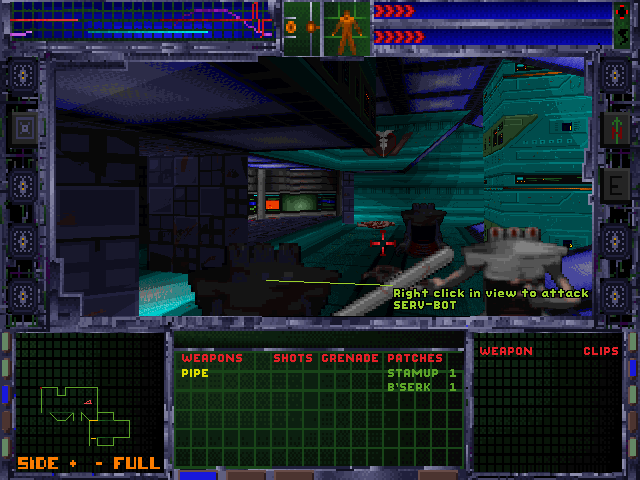 E
Right click in view to attack
SERV-BOT
WEAPONS SHOTS GRENADE PATCHES
PIPE STAMUP 1
B'SERK 1
WEAPON CLIPS
SIDE + - FULL